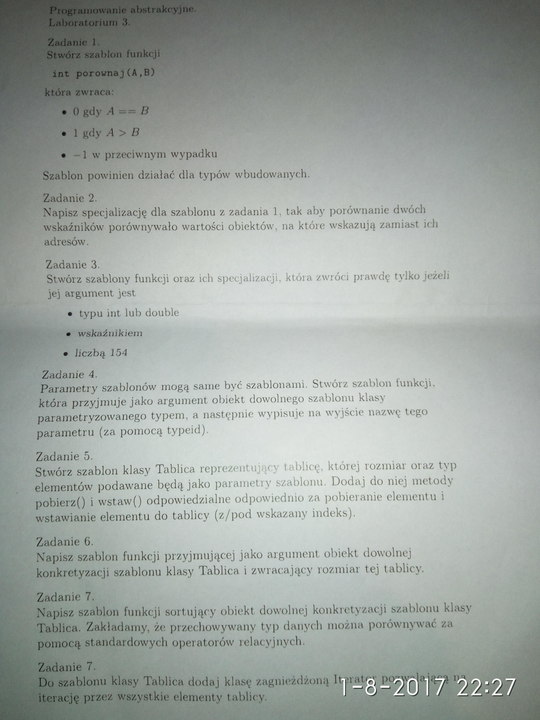 Programowanie abstrakcyjne.
Laboratorium 3.
Zadanie 1.
Stwórz szablon funkcji
int porownaj(A,B)
która zwraca:
• 0 gdy A == B
• 1 gdy A > B
• −1 w przeciwnym wypadku
Szablon powinien działać dla typów wbudowanych.
Zadanie 2.
Napisz specjalizację dla szablonu z zadania 1, tak aby porównanie dwóch
wskaźników porównywało wartości obiektów, na które wskazują zamiast ich
adresów.
Zadanie 3.
Stwórz szablony funkcji oraz ich specjalizacji, która zwróci prawdę tylko jeżeli
jej argument jest
• typu int lub double
• wskaźnikiem
• liczbą 154
Zadanie 4.
Parametry szablonów mogą same być szablonami. Stwórz szablon funkcji,
która przyjmuje jako argument obiekt dowolnego szablonu klasy
parametryzowanego typem, a następnie wypisuje na wyjście nazwę tego
parametru (za pomocą typeid).
Zadanie 5.
Stwórz szablon klasy Tablica reprezentujący tablicę, której rozmiar oraz typ
elementów podawane będą jako parametry szablonu. Dodaj do niej metody
pobierz() i wstaw() odpowiedzialne odpowiednio za pobieranie elementu i
wstawianie elementu do tablicy (z/pod wskazany indeks).
Zadanie 6.
Napisz szablon funkcji przyjmującej jako argument obiekt dowolnej
konkretyzacji szablonu klasy Tablica i zwracający rozmiar tej tablicy.
Zadanie 7.
Napisz szablon funkcji sortujący obiekt dowolnej konkretyzacji szablonu klasy
Tablica. Zakładamy, że przechowywany typ danych można porównywać za
pomocą standardowych operatorów relacyjnych.
Zadanie 7.
Do szablonu klasy Tablica dodaj klasę zagnieżdżoną Iterator pozwalającą na
iterację przez wszystkie elementy tablicy.
1-8-2017 22:27